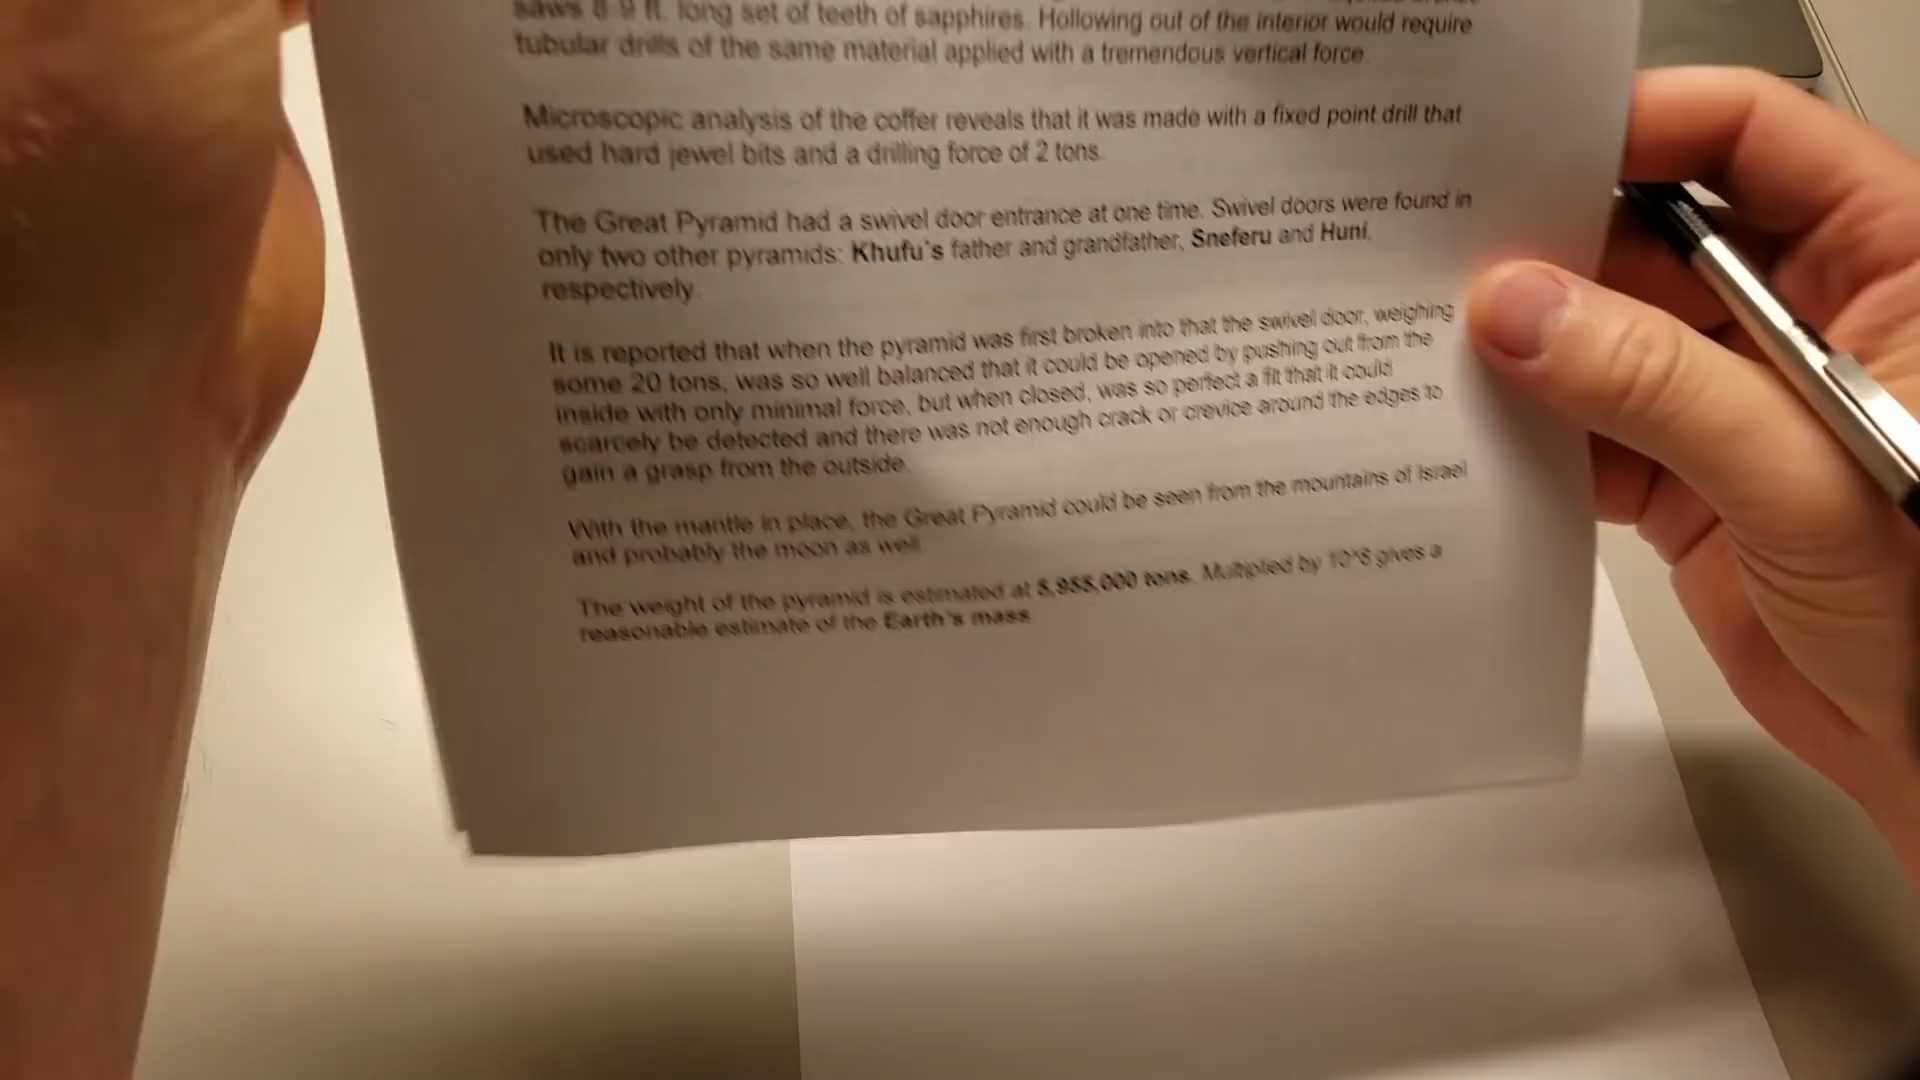 saws 8-9 ft. long set of teeth of sapphires. Hollowing out of the interior would require
tubular drills of the same material applied with a tremendous vertical force.
Microscopic analysis of the coffer reveals that it was made with a fixed point drill that
used hard jewel bits and a drilling force of 2 tons.
The Great Pyramid had a swivel door entrance at one time. Swivel doors were found in
only two other pyramids: Khufu's father and grandfather, Sneferu and Huni,
respectively.
It is reported that when the pyramid was first broken into that the swivel door, weighing
some 20 tons, was so well balanced that it could be opened by pushing out from the
inside with only minimal force, but when closed, was so perfect a fit that it could
scarcely be detected and there was not enough crack or crevice around the edges to
gain a grasp from the outside.
With the mantle in place, the Great Pyramid could be seen from the mountains of Israel
and probably the moon as well.
The weight of the pyramid is estimated at 5,955,000 tons. Multiplied by 10^8 gives a
reasonable estimate of the Earth's mass.